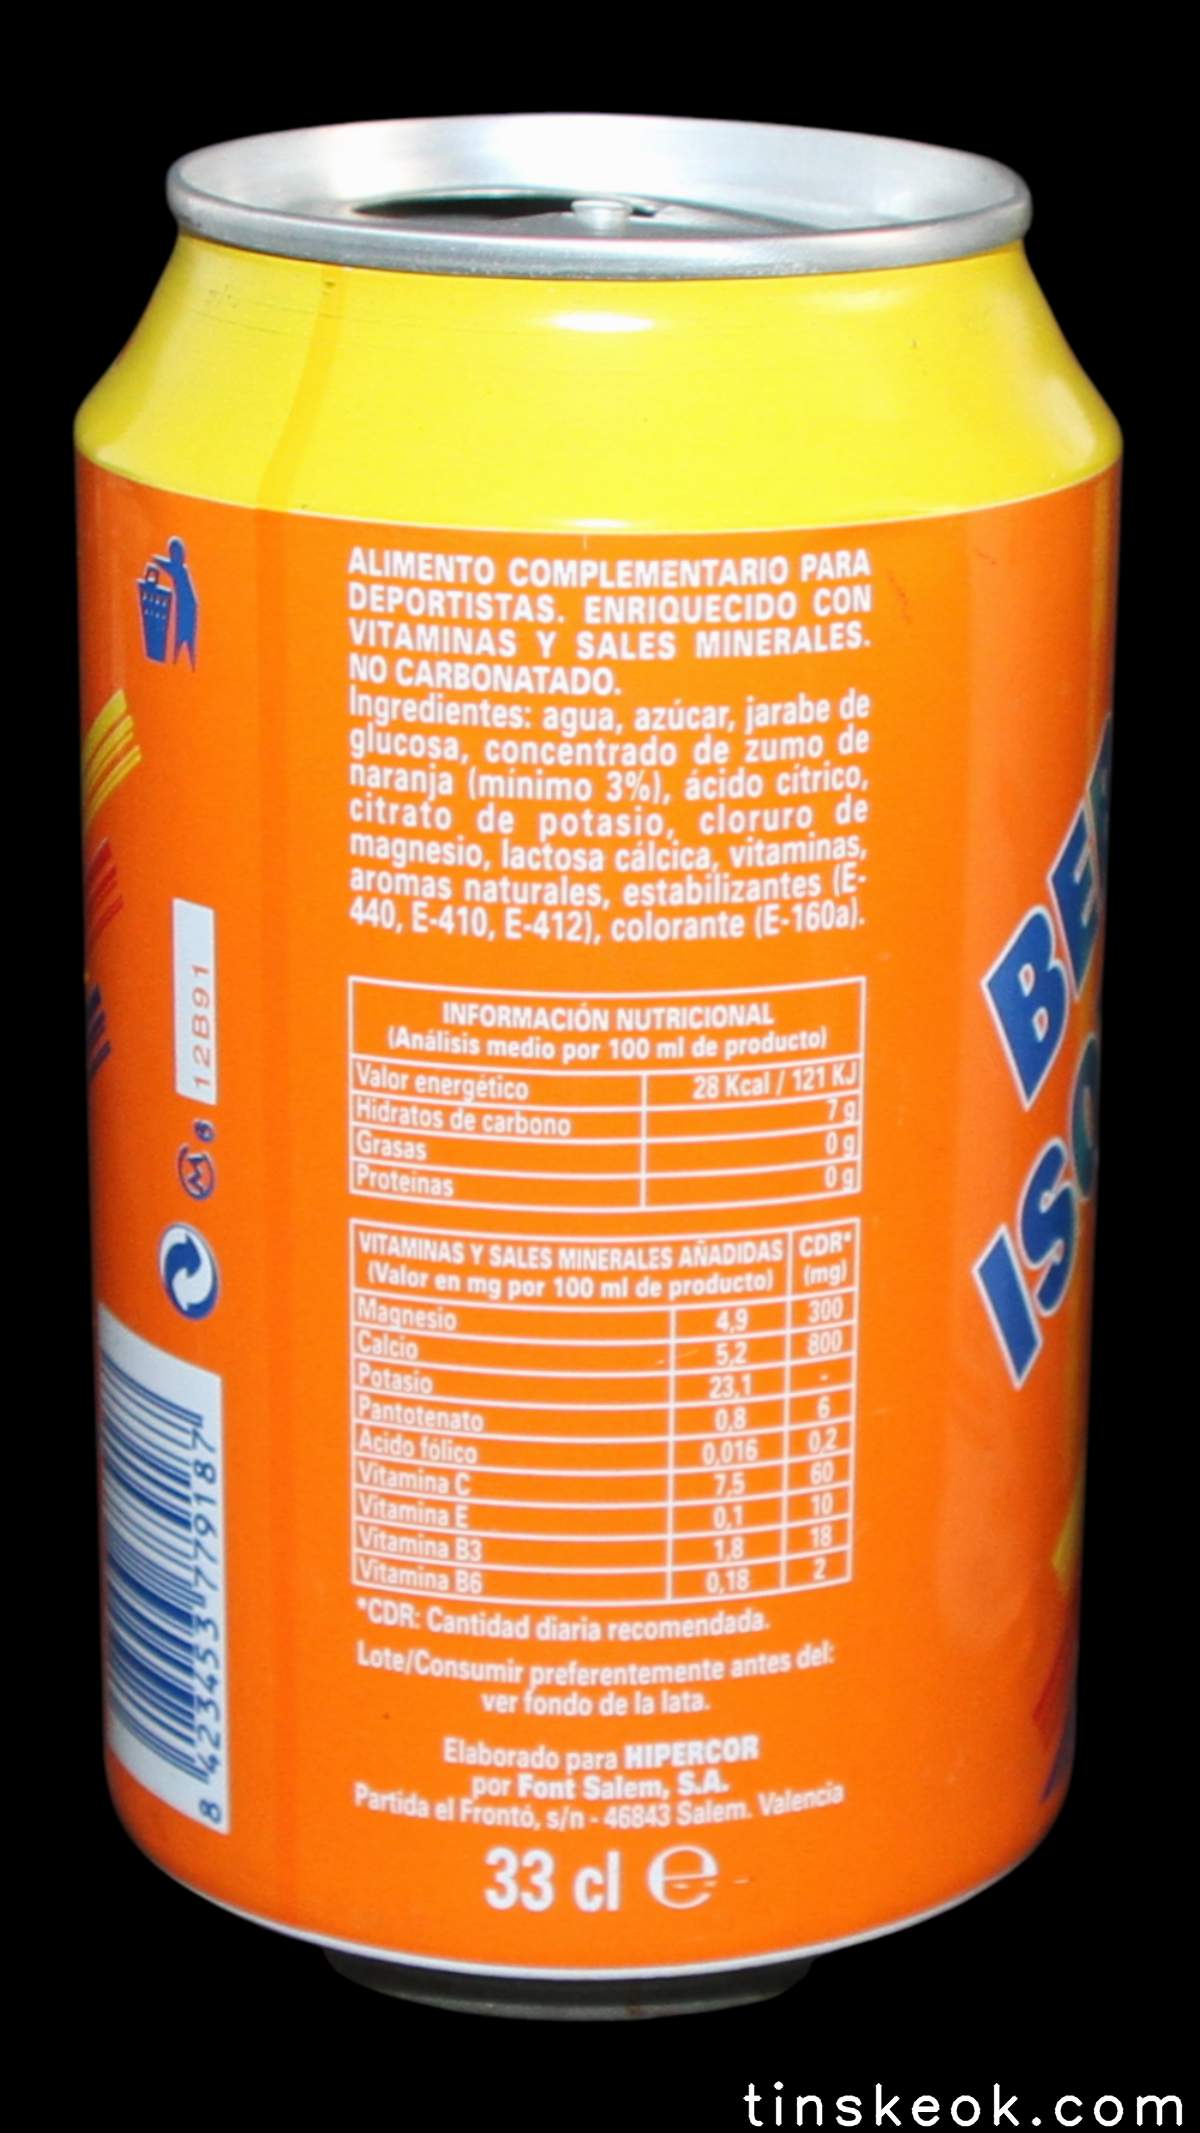 ALIMENTO COMPLEMENTARIO PARA
DEPORTISTAS. ENRIQUECIDO CON
VITAMINAS Y SALES MINERALES.
NO CARBONATADO.
Ingredientes: agua, azúcar, jarabe de
glucosa, concentrado de zumo de
naranja (mínimo 3%), ácido cítrico,
citrato de potasio, cloruro de
magnesio, lactosa cálcica, vitaminas,
aromas naturales, estabilizantes (E-
440, E-410, E-412), colorante (E-160a).
INFORMACIÓN NUTRICIONAL
(Análisis medio por 100 ml de producto)
Valor energético 28 Kcal / 121 KJ
Hidratos de carbono 7 g
Grasas 0 g
Proteinas 0 g
VITAMINAS Y SALES MINERALES AÑADIDAS CDR*
(Valor en mg por 100 ml de producto) (mg)
Magnesio 4,9 300
Calcio 5,2 800
Potasio 23,1 -
Pantotenato 0,8 6
Acido fólico 0,016 0,2
Vitamina C 7,5 60
Vitamina E 0,1 10
Vitamina B3 1,8 18
Vitamina B6 0,18 2
*CDR: Cantidad diaria recomendada.
Lote/Consumir preferentemente antes del:
ver fondo de la lata.
Elaborado para HIPERCOR
por Font Salem, S.A.
Partida el Frontó, s/n - 46843 Salem. Valencia
33 cl e
12B91
M 6
8 423453 779187
tinskeok.com